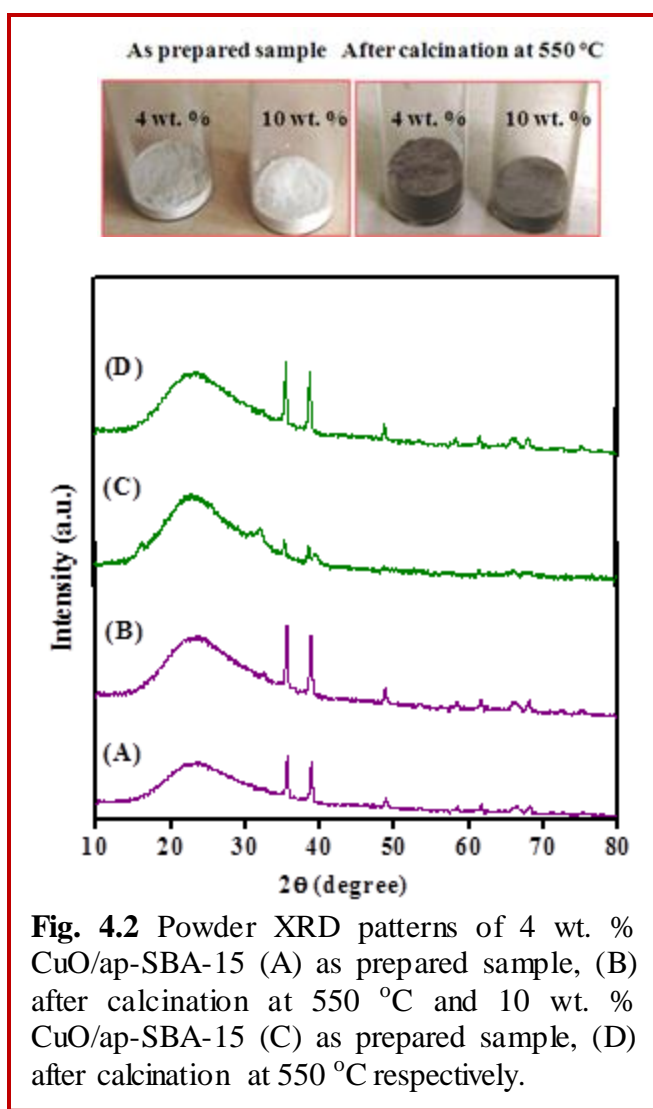 As prepared sample After calcination at 550 °C
4 wt. % 10 wt. % 4 wt. % 10 wt. %
(D)
(C)
(B)
(A)
Intensity (a.u.)
10 20 30 40 50 60 70 80
2θ (degree)
Fig. 4.2 Powder XRD patterns of 4 wt. %
CuO/ap-SBA-15 (A) as prepared sample, (B)
after calcination at 550 °C and 10 wt. %
CuO/ap-SBA-15 (C) as prepared sample, (D)
after calcination at 550 °C respectively.